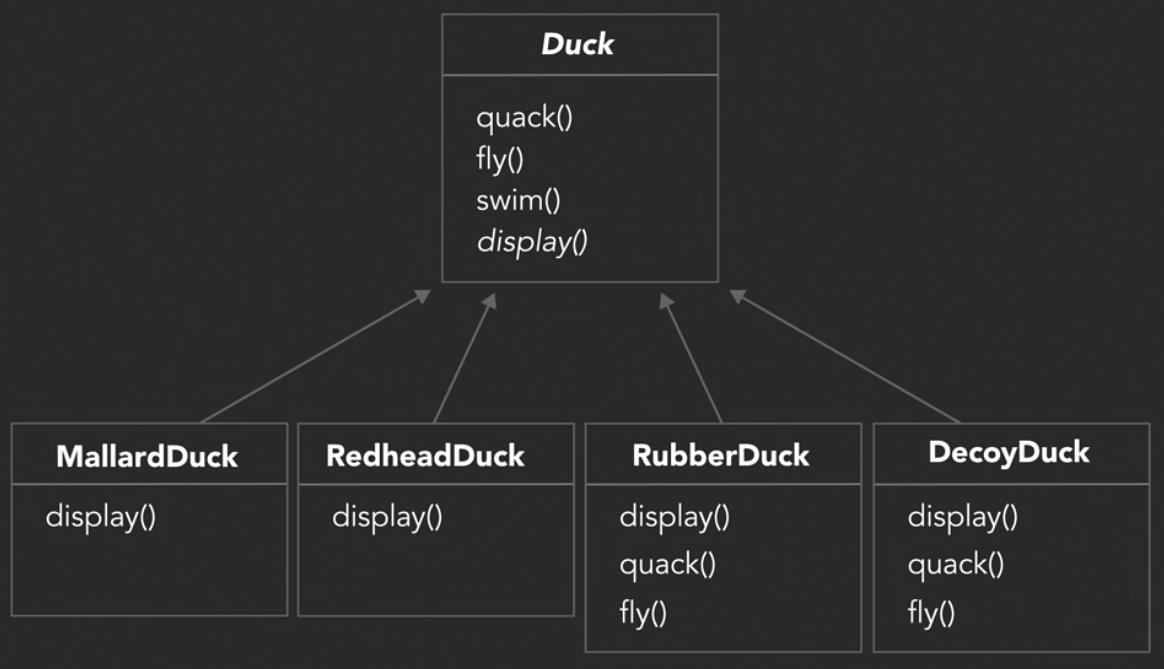 Duck
quack()
fly()
swim()
display()
MallardDuck
display()
RedheadDuck
display()
RubberDuck
display()
quack()
fly()
DecoyDuck
display()
quack()
fly()